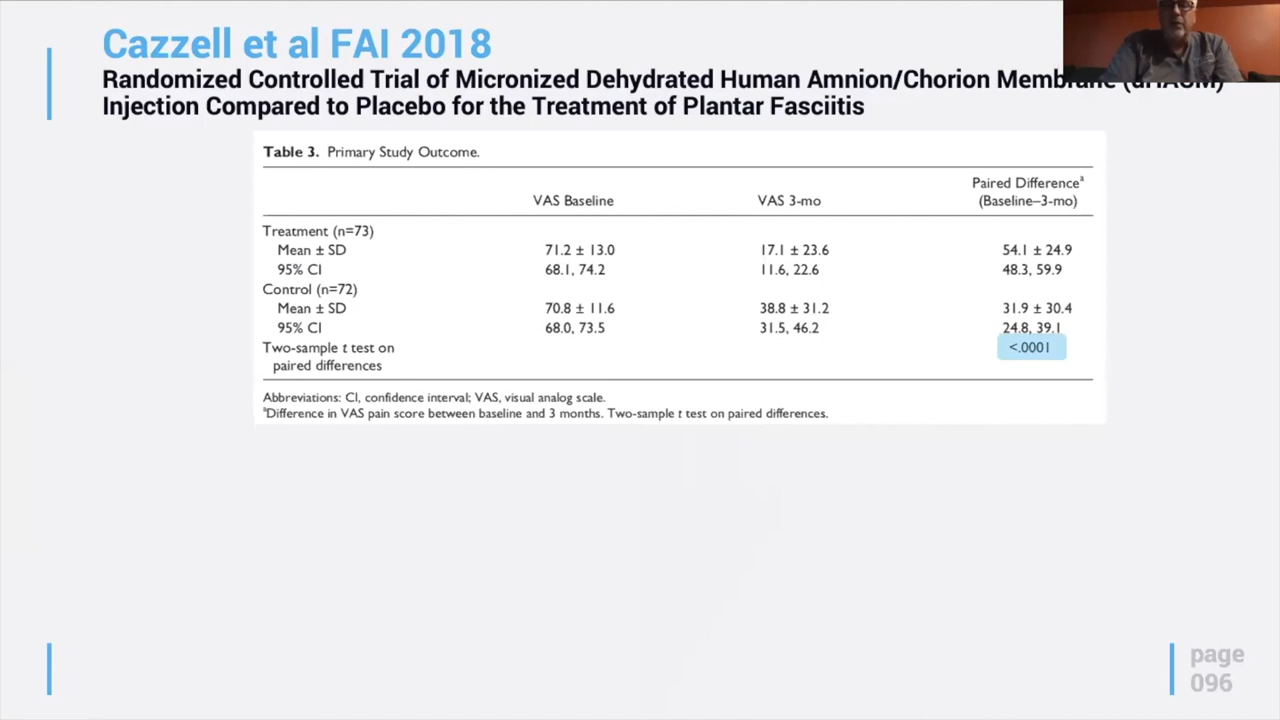 Cazzell et al FAI 2018
Randomized Controlled Trial of Micronized Dehydrated Human Amnion/Chorion Membrane (dHACM)
Injection Compared to Placebo for the Treatment of Plantar Fasciitis
Table 3. Primary Study Outcome.
VAS Baseline VAS 3-mo Paired Differenceª (Baseline–3-mo)
Treatment (n=73)
Mean ± SD 71.2 ± 13.0 17.1 ± 23.6 54.1 ± 24.9
95% CI 68.1, 74.2 11.6, 22.6 48.3, 59.9
Control (n=72)
Mean ± SD 70.8 ± 11.6 38.8 ± 31.2 31.9 ± 30.4
95% CI 68.0, 73.5 31.5, 46.2 24.8, 39.1
Two-sample t test on <.0001
paired differences
Abbreviations: CI, confidence interval; VAS, visual analog scale.
ªDifference in VAS pain score between baseline and 3 months. Two-sample t test on paired differences.
page
096